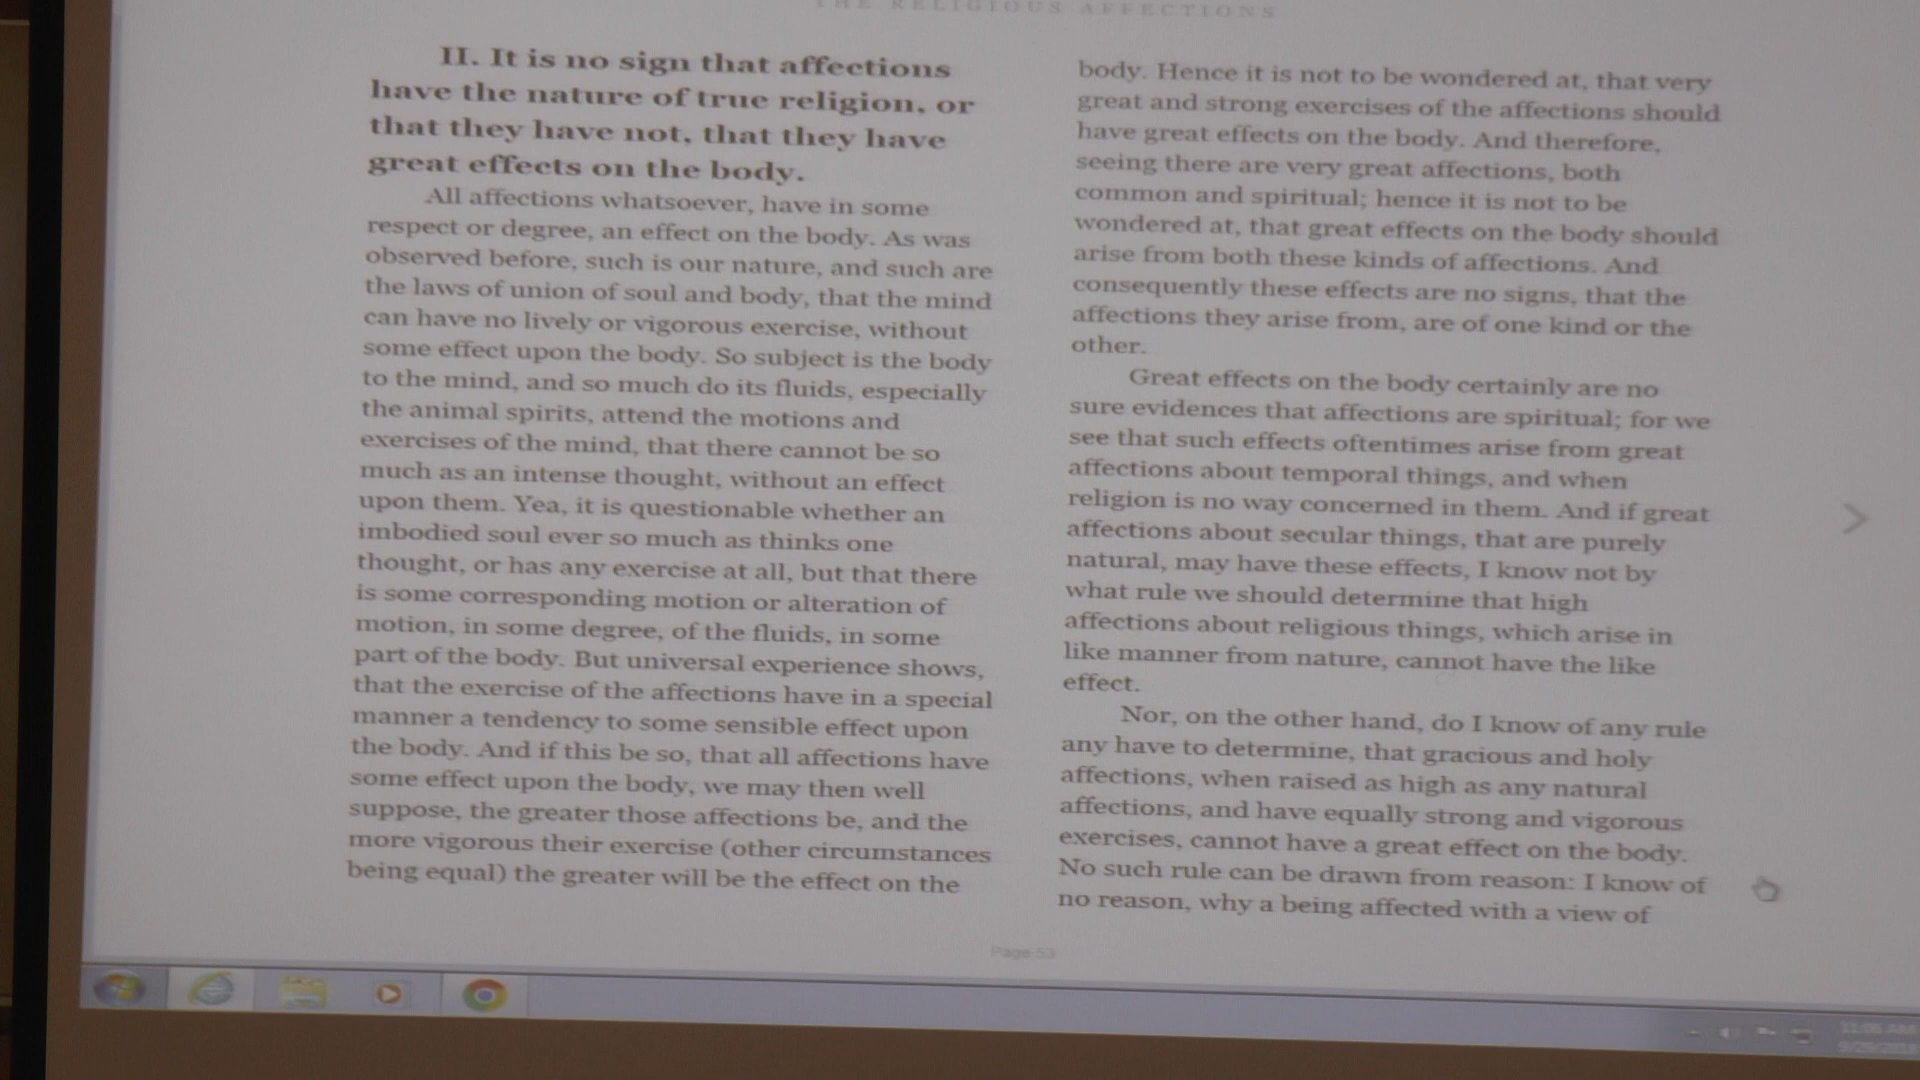 THE RELIGIOUS AFFECTIONS
II. It is no sign that affections
have the nature of true religion, or
that they have not, that they have
great effects on the body.
All affections whatsoever, have in some
respect or degree, an effect on the body. As was
observed before, such is our nature, and such are
the laws of union of soul and body, that the mind
can have no lively or vigorous exercise, without
some effect upon the body. So subject is the body
to the mind, and so much do its fluids, especially
the animal spirits, attend the motions and
exercises of the mind, that there cannot be so
much as an intense thought, without an effect
upon them. Yea, it is questionable whether an
imbodied soul ever so much as thinks one
thought, or has any exercise at all, but that there
is some corresponding motion or alteration of
motion, in some degree, of the fluids, in some
part of the body. But universal experience shows,
that the exercise of the affections have in a special
manner a tendency to some sensible effect upon
the body. And if this be so, that all affections have
some effect upon the body, we may then well
suppose, the greater those affections be, and the
more vigorous their exercise (other circumstances
being equal) the greater will be the effect on the
body. Hence it is not to be wondered at, that very
great and strong exercises of the affections should
have great effects on the body. And therefore,
seeing there are very great affections, both
common and spiritual; hence it is not to be
wondered at, that great effects on the body should
arise from both these kinds of affections. And
consequently these effects are no signs, that the
affections they arise from, are of one kind or the
other.
Great effects on the body certainly are no
sure evidences that affections are spiritual; for we
see that such effects oftentimes arise from great
affections about temporal things, and when
religion is no way concerned in them. And if great
affections about secular things, that are purely
natural, may have these effects, I know not by
what rule we should determine that high
affections about religious things, which arise in
like manner from nature, cannot have the like
effect.
Nor, on the other hand, do I know of any rule
any have to determine, that gracious and holy
affections, when raised as high as any natural
affections, and have equally strong and vigorous
exercises, cannot have a great effect on the body.
No such rule can be drawn from reason: I know of
no reason, why a being affected with a view of
Page 53
11:06 AM